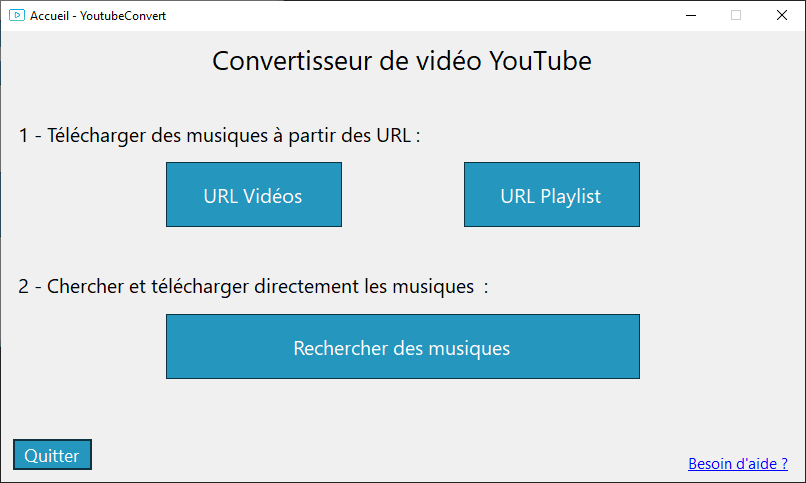 Accueil - YoutubeConvert
Convertisseur de vidéo YouTube
1 - Télécharger des musiques à partir des URL :
URL Vidéos
URL Playlist
2 - Chercher et télécharger directement les musiques  :
Rechercher des musiques
Quitter
Besoin d'aide ?